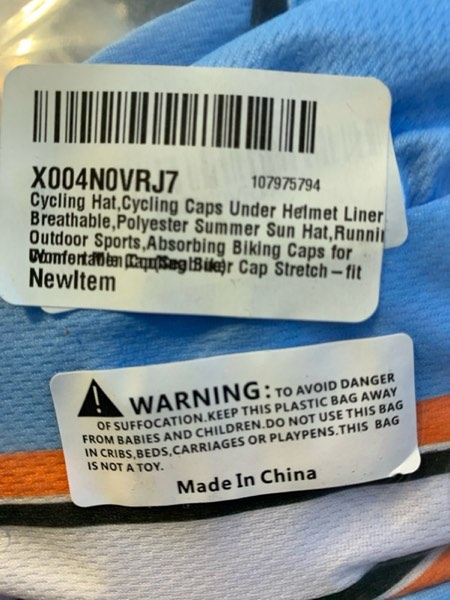 X004N0VRJ7 107975794
Cycling Hat,Cycling Caps Under Helmet Liner
Breathable,Polyester Summer Sun Hat,Runnin
Outdoor Sports,Absorbing Biking Caps for
Cap Stretch-fit
NewItem
WARNING: TO AVOID DANGER
OF SUFFOCATION.KEEP THIS PLASTIC BAG AWAY
FROM BABIES AND CHILDREN.DO NOT USE THIS BAG
IN CRIBS,BEDS,CARRIAGES OR PLAYPENS.THIS BAG
IS NOT A TOY.
Made In China